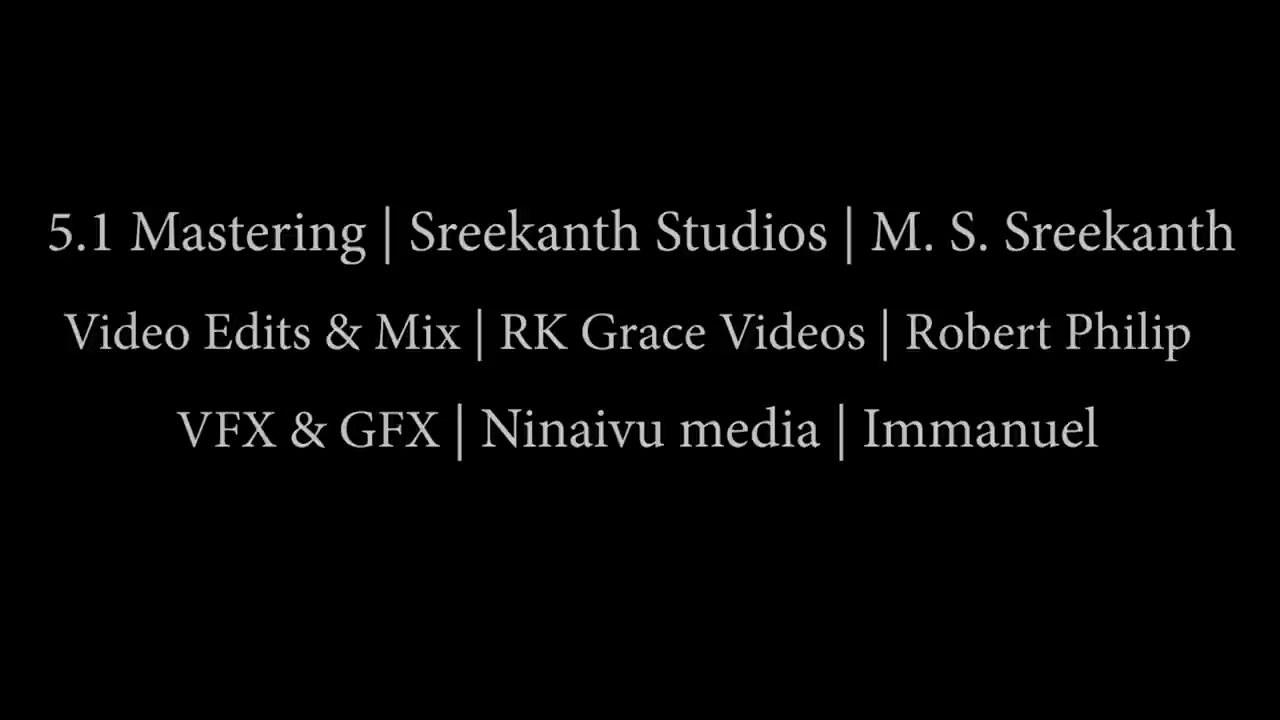 5.1 Mastering | Sreekanth Studios | M. S. Sreekanth
Video Edits & Mix | RK Grace Videos | Robert Philip
VFX & GFX | Ninaivu media | Immanuel